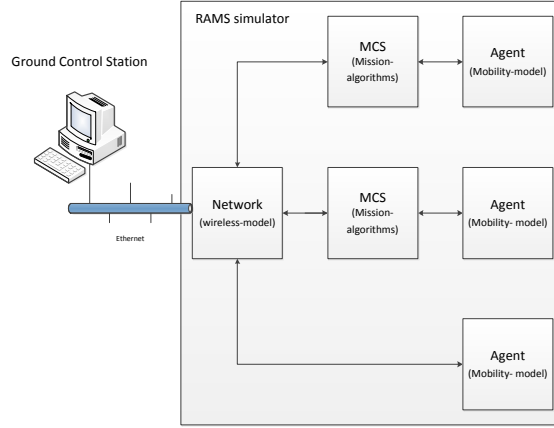 RAMS simulator
Ground Control Station
MCS
(Mission-
algorithms)
Agent
(Mobility-model)
Network
(wireless-model)
MCS
(Mission-
algorithms)
Agent
(Mobility- model)
Ethernet
Agent
(Mobility- model)